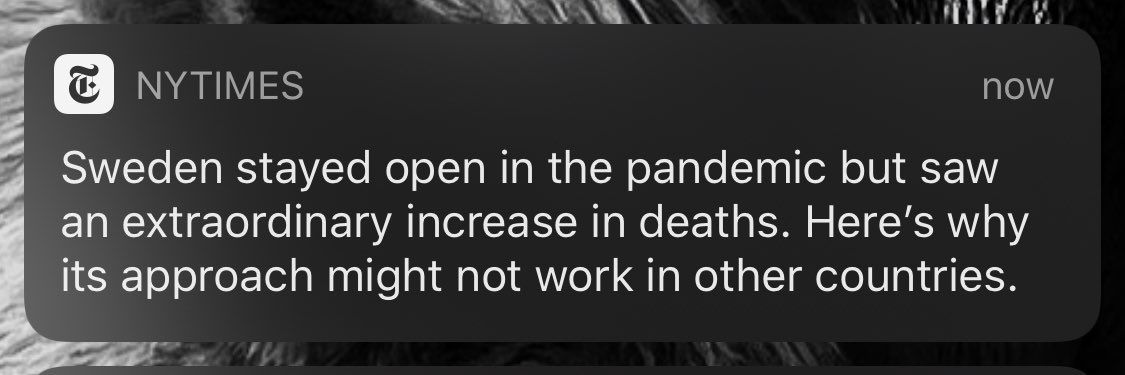 NYTIMES now
Sweden stayed open in the pandemic but saw
an extraordinary increase in deaths. Here’s why
its approach might not work in other countries.